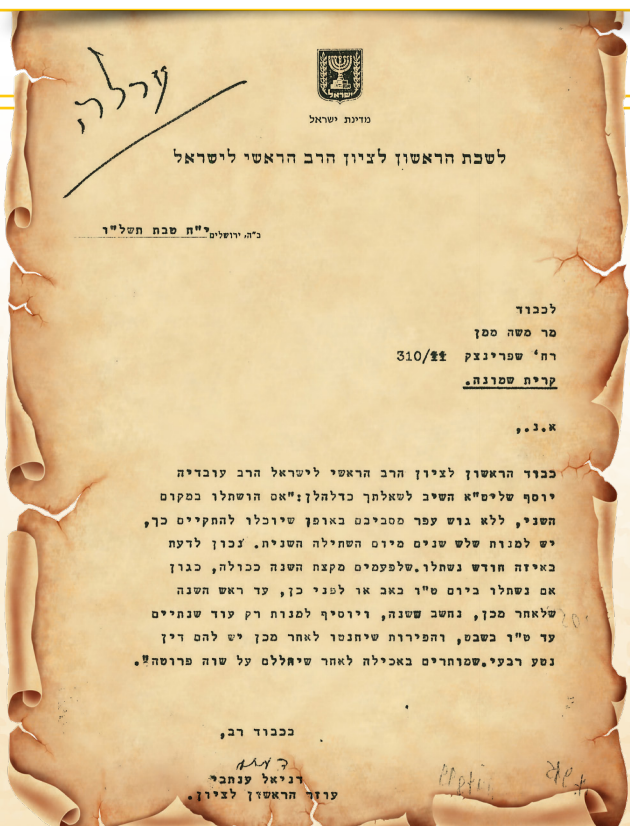 ערלה
ישראל
מדינת ישראל
לשכת הראשון לציון הרב הראשי לישראל
ב"ה, ירושלים י"ח טבת תשל"ו
לכבוד
מר משה סמן
רח' שפרינצק 310/11
קרית שמונה.
א.נ.,
כבוד הראשון לציון הרב הראשי לישראל הרב עובדיה
יוסף שליט"א השיב לשאלתך כדלהלן:"אם הושתלו במקום
השני, ללא גוש עפר מסביבם באופן שיוכלו להתקיים כך,
יש למנות שלש שנים מיום השתילה השנית. נכון לדעת
באיזה חודש נשתלו.שלפעמים מקצת השנה ככולה, כגון
אם נשתלו ביום ט"ו באב או לפני כן, עד ראש השנה
שלאחר מכן, נחשב ששנה, ויוסיף למנות רק עוד שנתיים
עד ט"ו בשבט, והפירות שיחנטו לאחר מכן יש להם דין
נטע רבעי.שמותרים באכילה לאחר שיחללם על שוה פרוטה".
בכבוד רב,
דניאל ענתבי
עוזר הראשון לציון.